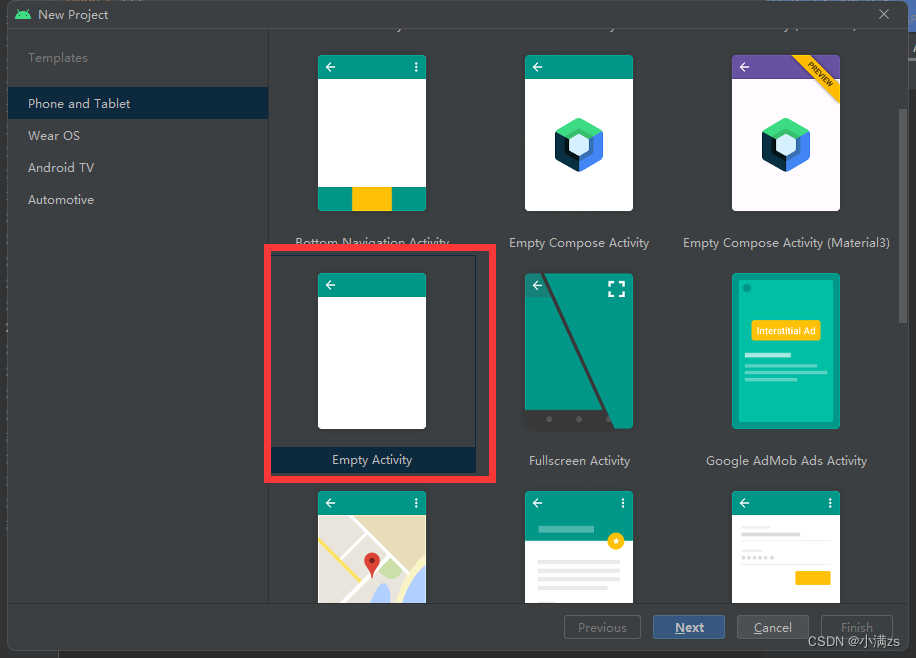 New Project
Templates
Phone and Tablet
Wear OS
Android TV
Automotive
PREVIEW
Bottom Navigation Activity
Empty Compose Activity
Empty Compose Activity (Material3)
Interstitial Ad
Empty Activity
Fullscreen Activity
Google AdMob Ads Activity
Previous
Next
Cancel
Finish
CSDN @小满zs